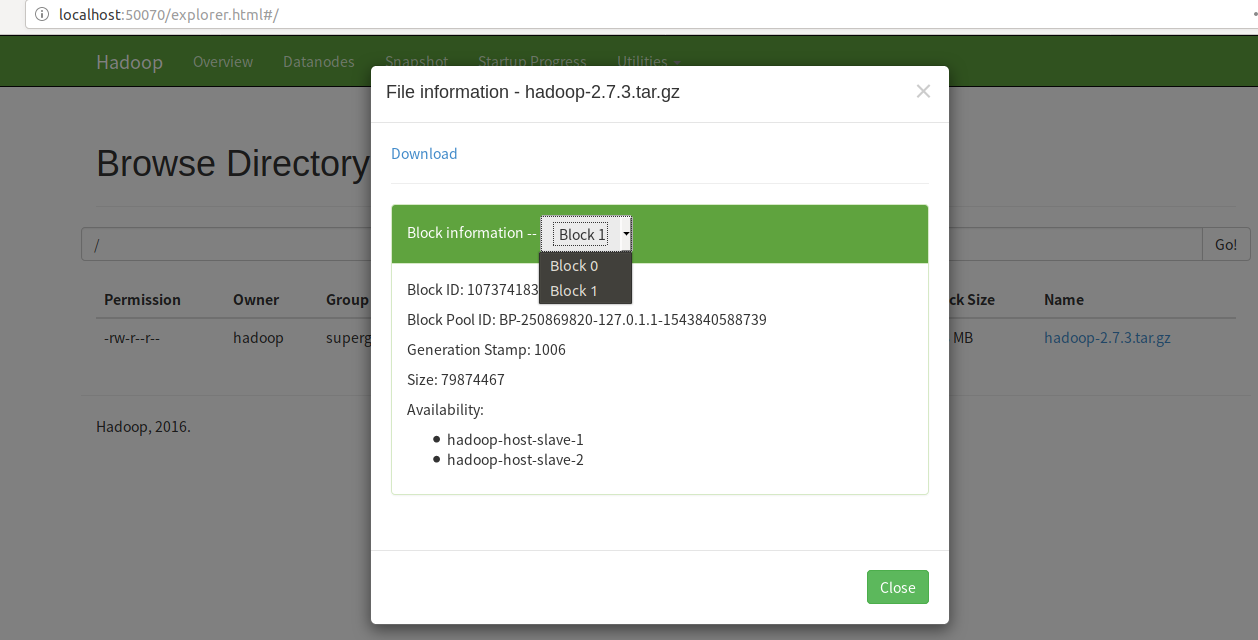 localhost:50070/explorer.html#/
Hadoop Overview Datanodes Snapshot Startup Progress Utilities
File information - hadoop-2.7.3.tar.gz
×
Download
Browse Directory
Block information -- Block 1
Block 0
Block 1
/
Go!
Block ID: 107374183
Block Pool ID: BP-250869820-127.0.1.1-1543840588739
Generation Stamp: 1006
Size: 79874467
Availability:
hadoop-host-slave-1
hadoop-host-slave-2
Permission Owner Group Size Name
-rw-r--r-- hadoop MB hadoop-2.7.3.tar.gz
Hadoop, 2016.
Close